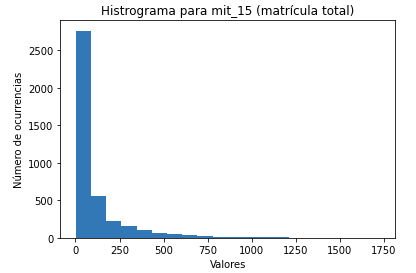 Histrograma para mit_15 (matrícula total)
Número de ocurrencias
2500
2000
1500
1000
500
0
0 250 500 750 1000 1250 1500 1750
Valores